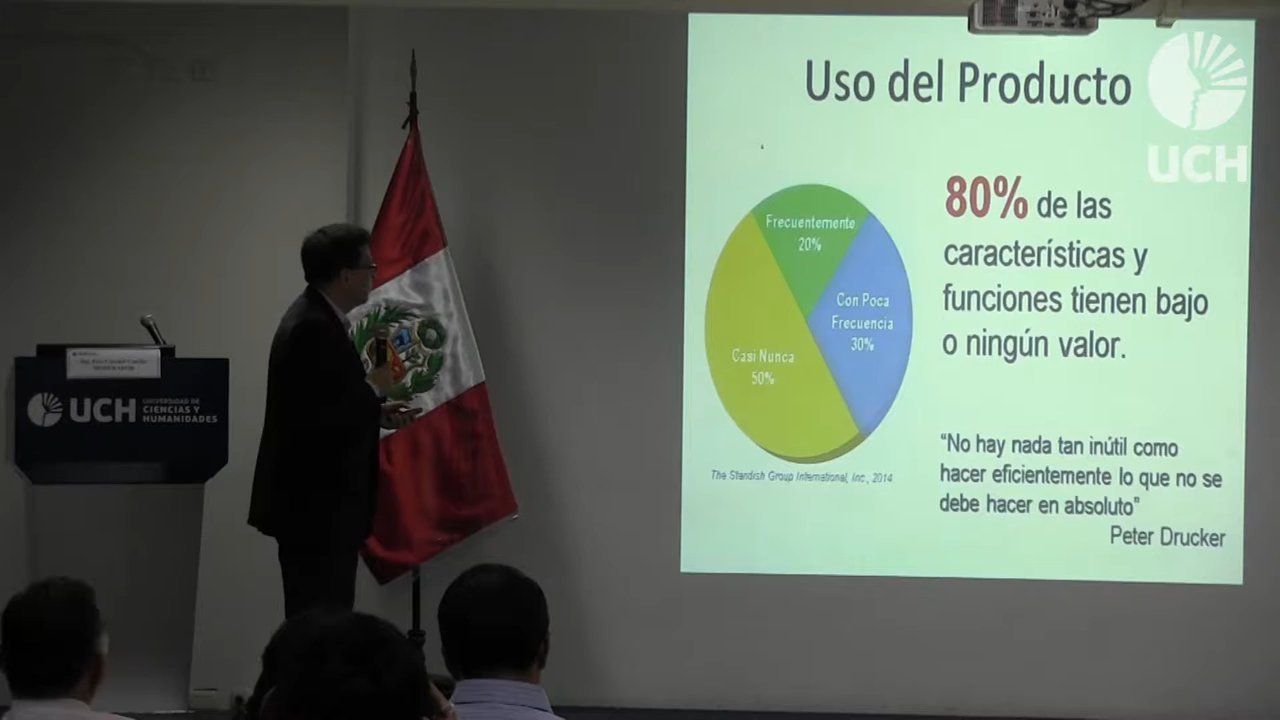 Uso del Producto
UCH
Frecuentemente
20%
Con Poca
Frecuencia
30%
Casi Nunca
50%
The Standish Group International, Inc., 2014
80% de las
características y
funciones tienen bajo
o ningún valor.
“No hay nada tan inútil como
hacer eficientemente lo que no se
debe hacer en absoluto”
Peter Drucker
UCH
UNIVERSIDAD DE
CIENCIAS Y
HUMANIDADES